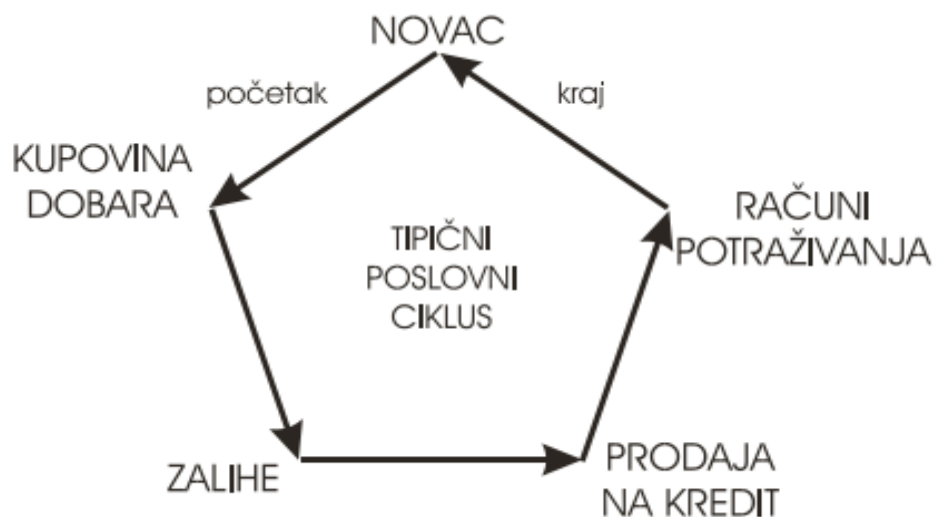 NOVAC
početak
kraj
KUPOVINA
DOBARA
RAČUNI
POTRAŽIVANJA
TIPIČNI
POSLOVNI
CIKLUS
ZALIHE
PRODAJA
NA KREDIT